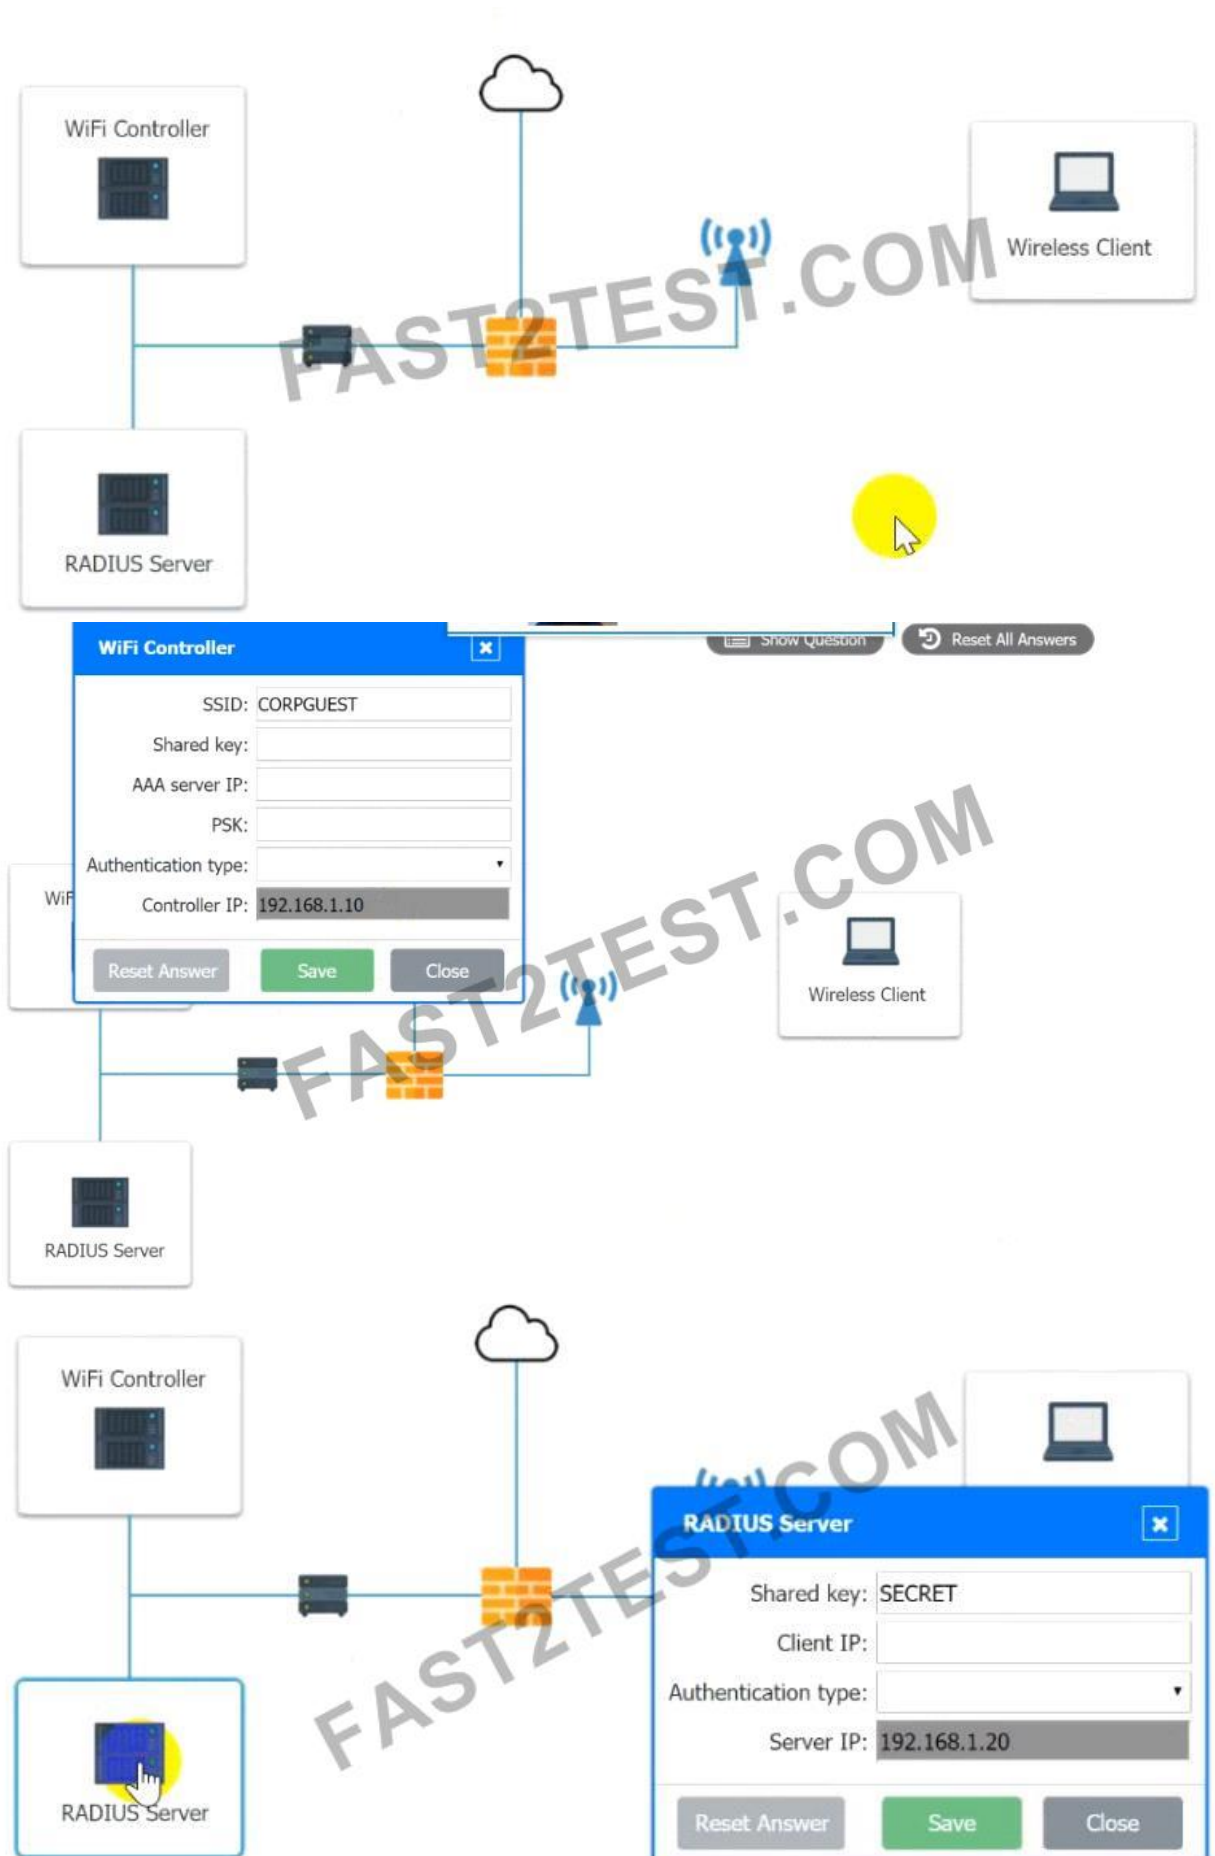 WiFi Controller
Wireless Client
FAST2TEST.COM
RADIUS Server
WiFi Controller
Show Question
Reset All Answers
SSID: CORPGUEST
Shared key:
AAA server IP:
PSK:
Authentication type:
Controller IP: 192.168.1.10
Reset Answer
Save
Close
WiF
Wireless Client
FAST2TEST.COM
RADIUS Server
WiFi Controller
RADIUS Server
Shared key: SECRET
Client IP:
Authentication type:
Server IP: 192.168.1.20
Reset Answer
Save
Close
FAST2TEST.COM
RADIUS Server